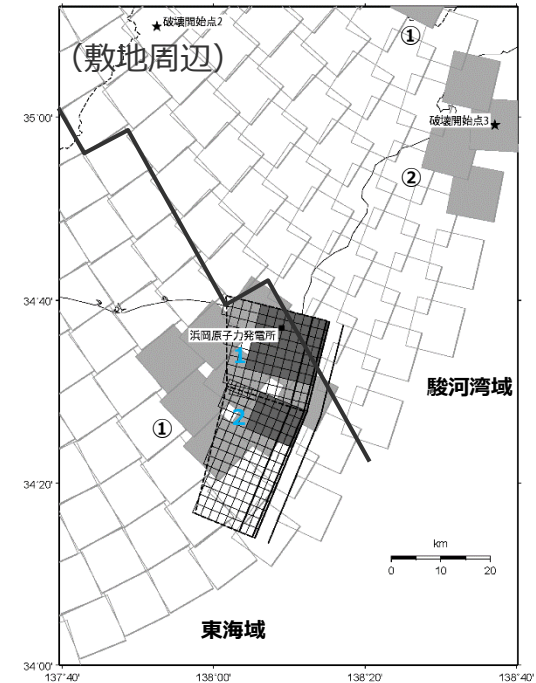 ★破壊開始点2
（敷地周辺）
①
35°00'
破壊開始点3★
②
34°40'
浜岡原子力発電所
1
駿河湾域
2
①
34°20'
km
0 10 20
東海域
34°00'
137°40' 138°00' 138°20' 138°40'